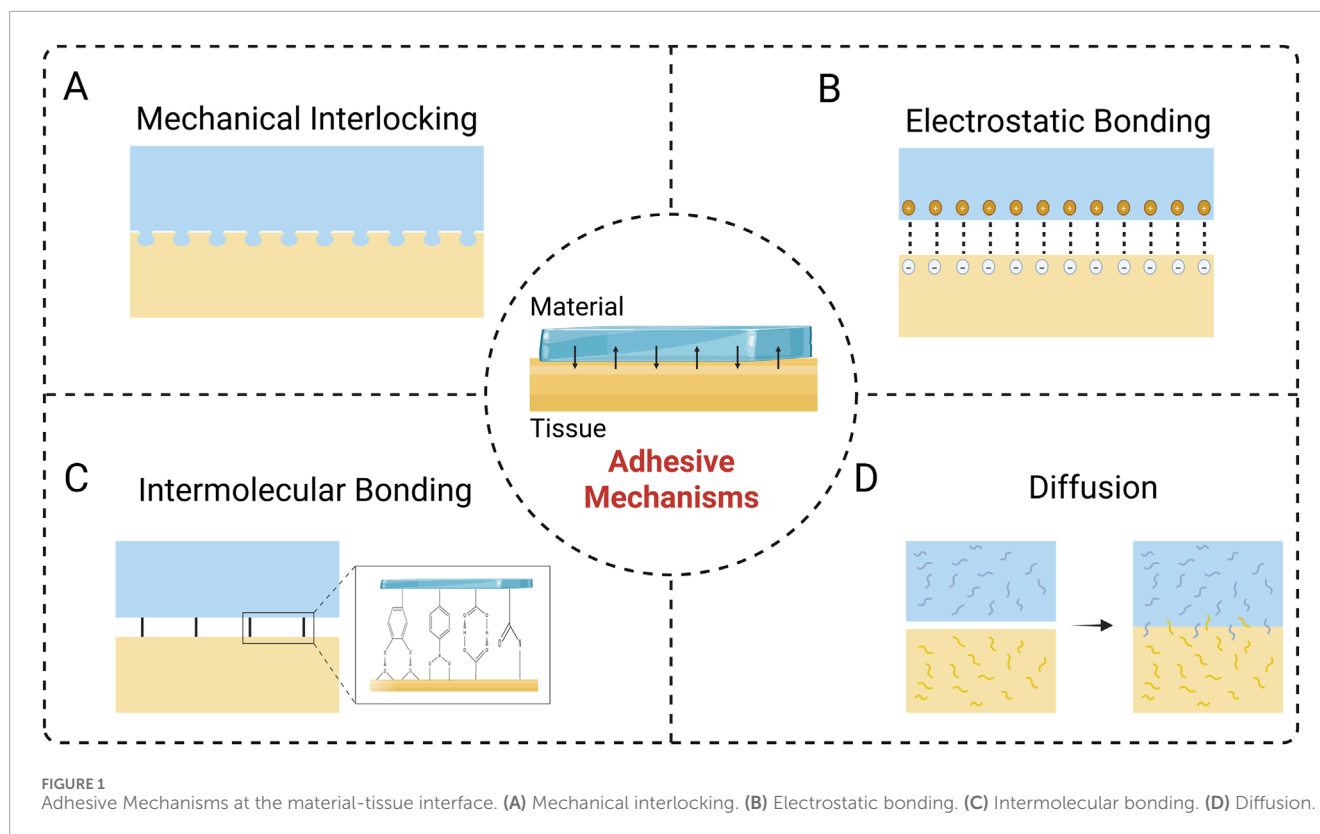 A
Mechanical Interlocking
B
Electrostatic Bonding
+ + + + + + + + + + + +
- - - - - - - - - - - -
Material
Tissue
Adhesive
Mechanisms
C
Intermolecular Bonding
D
Diffusion
FIGURE 1
Adhesive Mechanisms at the material-tissue interface. (A) Mechanical interlocking. (B) Electrostatic bonding. (C) Intermolecular bonding. (D) Diffusion.